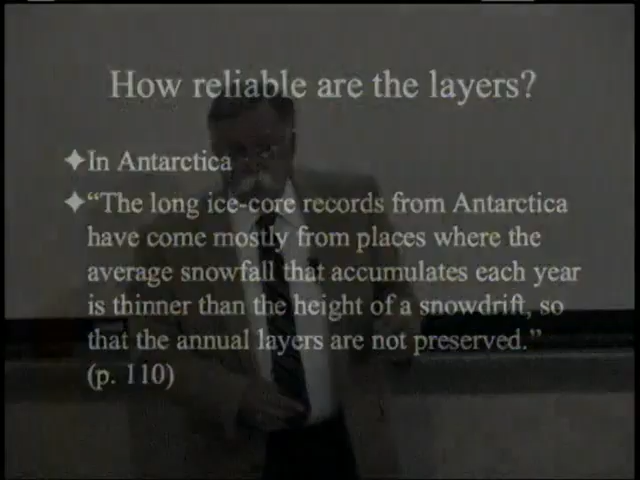 How reliable are the layers?
✦In Antarctica
✦“The long ice-core records from Antarctica
have come mostly from places where the
average snowfall that accumulates each year
is thinner than the height of a snowdrift, so
that the annual layers are not preserved.”
(p. 110)